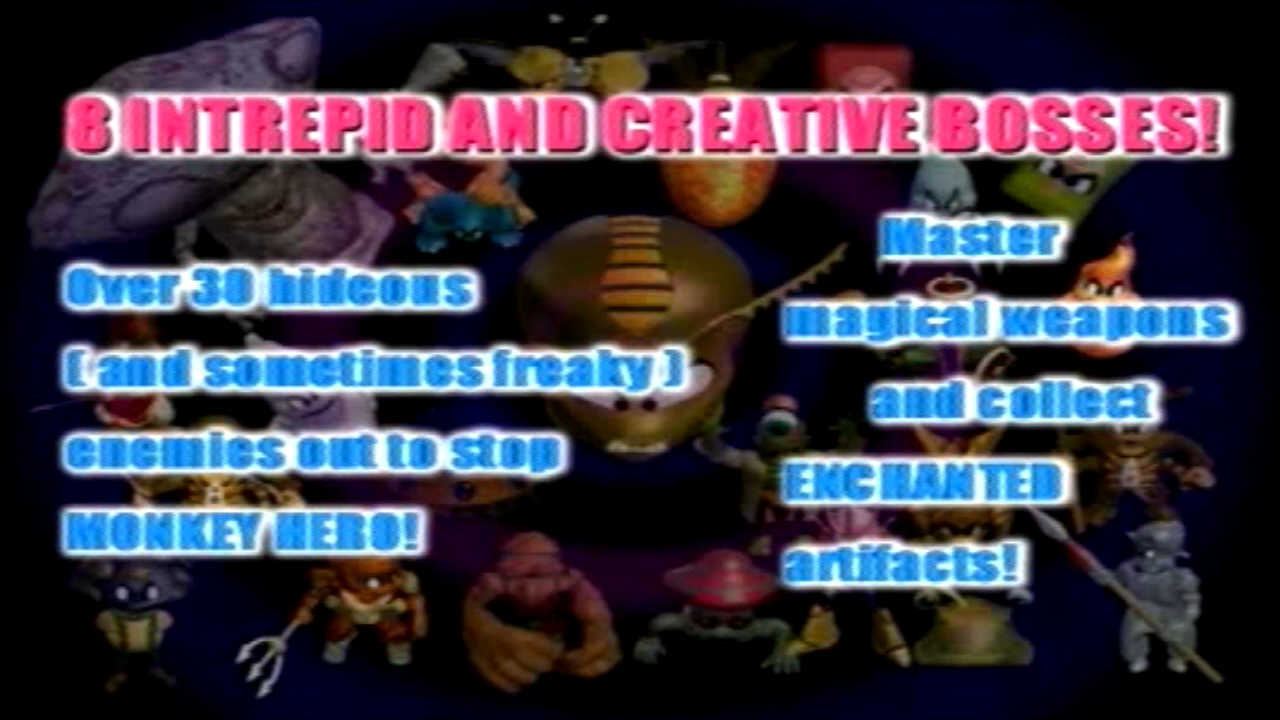 8 INTREPID AND CREATIVE BOSSES!
Over 30 hideous
( and sometimes freaky )
enemies out to stop
MONKEY HERO!
Master
magical weapons
and collect
ENCHANTED
artifacts!